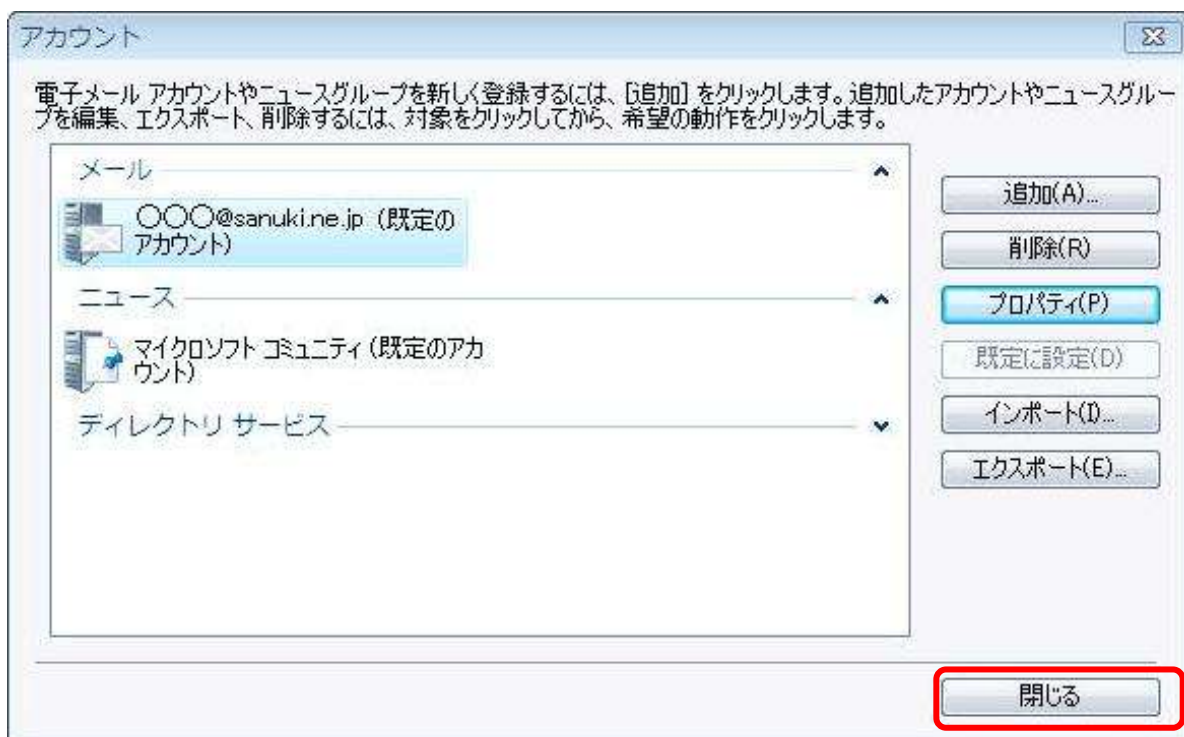 アカウント
電子メール アカウントやニュースグループを新しく登録するには、[追加] をクリックします。追加したアカウントやニュースグルー
プを編集、エクスポート、削除するには、対象をクリックしてから、希望の動作をクリックします。
メール
〇〇〇@sanuki.ne.jp (既定の
アカウント)
ニュース
マイクロソフト コミュニティ (既定のアカ
ウント)
ディレクトリ サービス
追加(A)...
削除(R)
プロパティ(P)
既定に設定(D)
インポート(I)...
エクスポート(E)...
閉じる